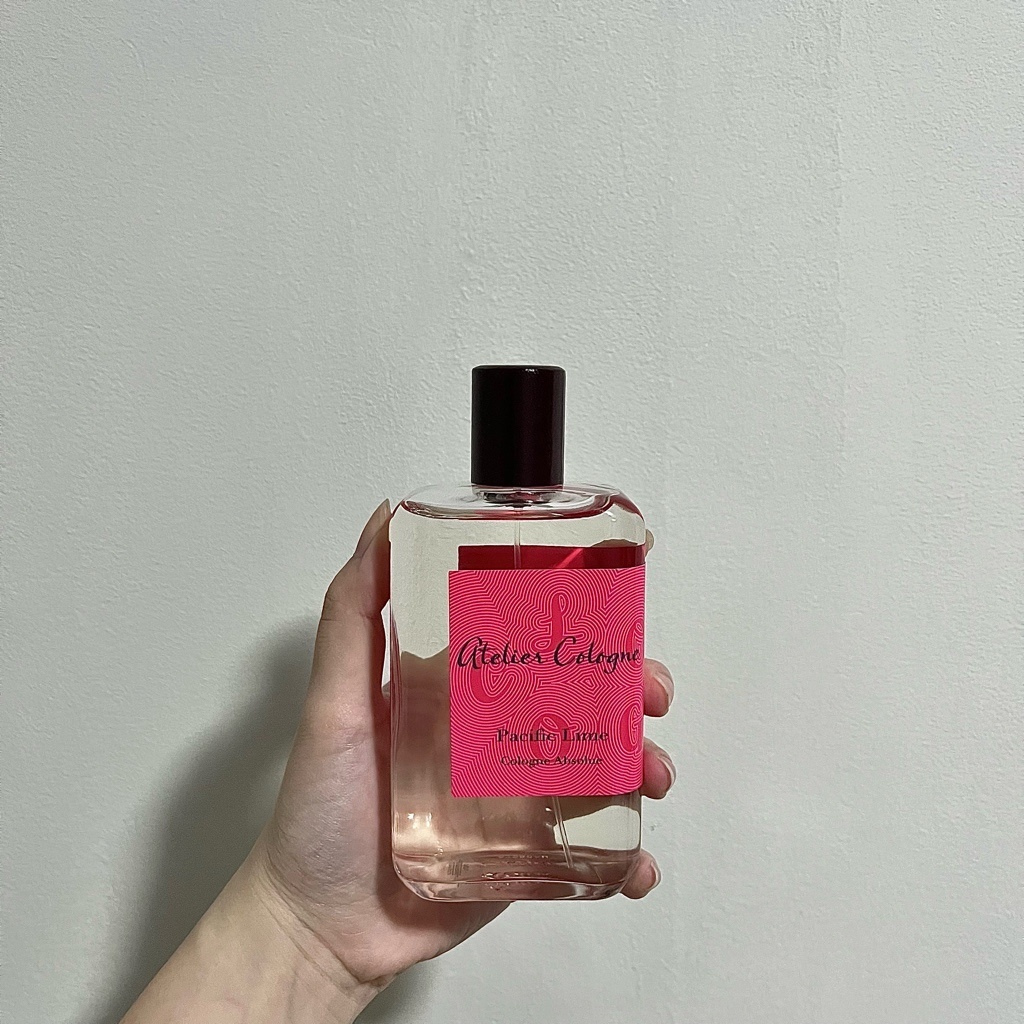 Atelier Cologne
Pacific Lime
Cologne Absolue